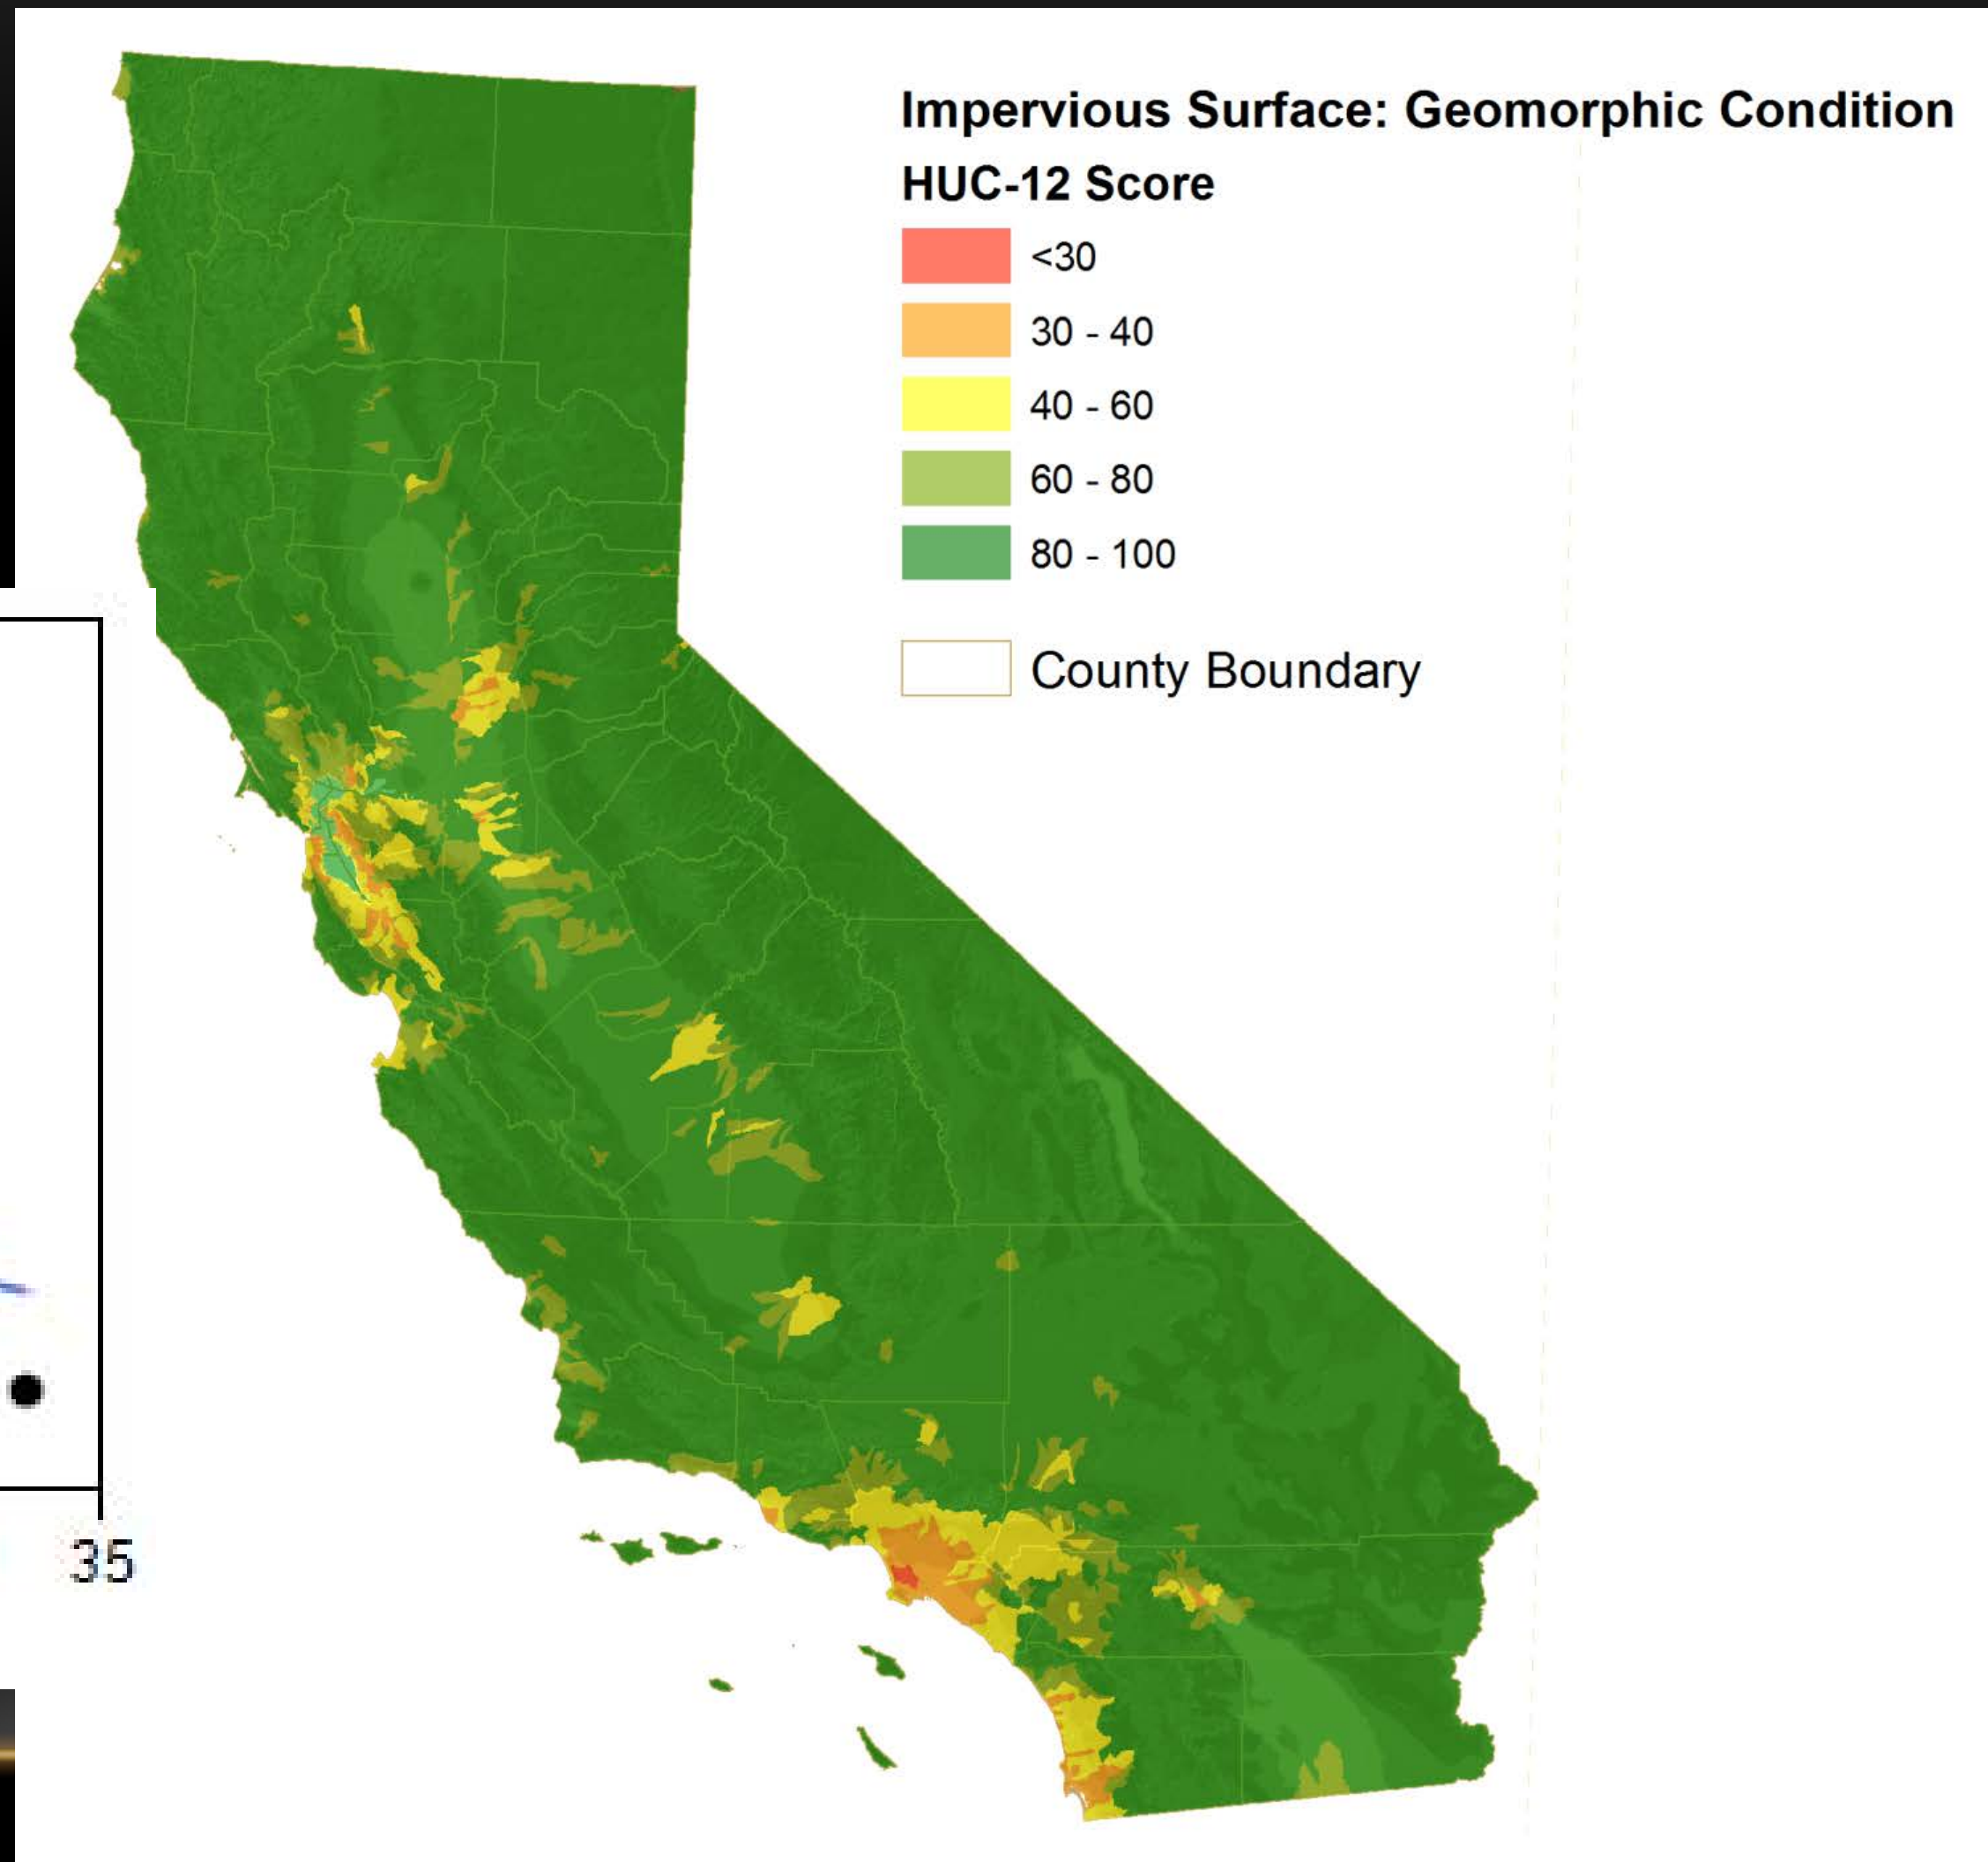 Impervious Surface: Geomorphic Condition
HUC-12 Score
<30
30 - 40
40 - 60
60 - 80
80 - 100
County Boundary
35